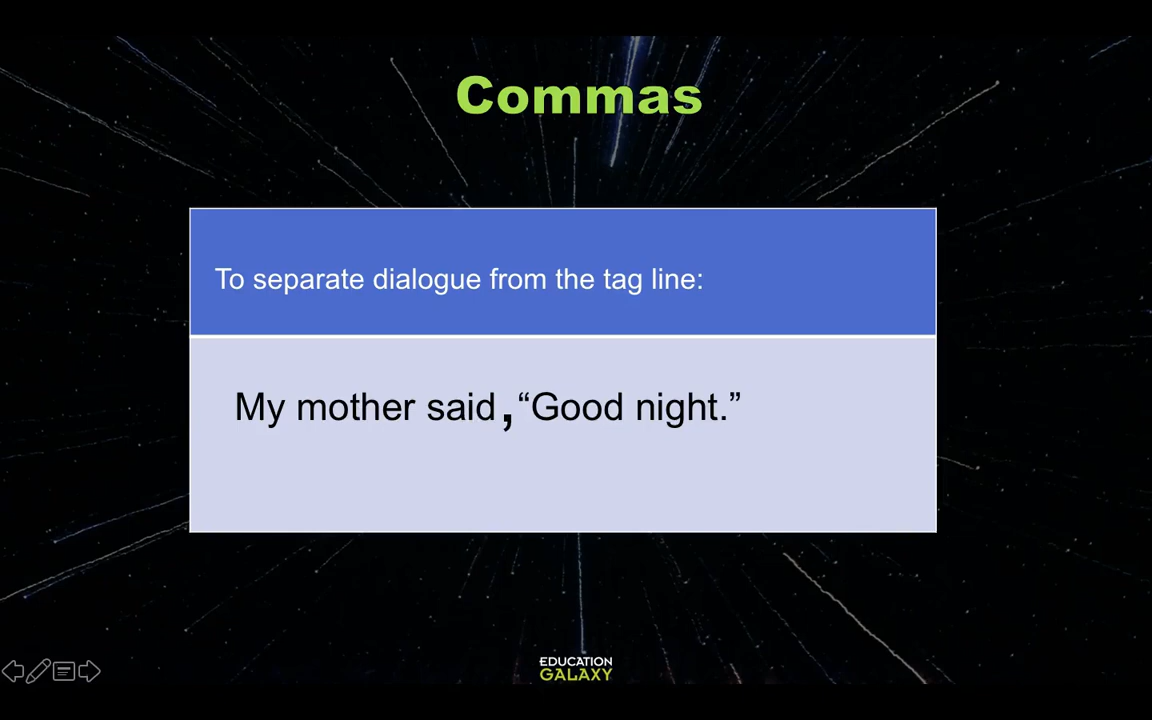 Commas
To separate dialogue from the tag line:
My mother said, “Good night.”
EDUCATION
GALAXY